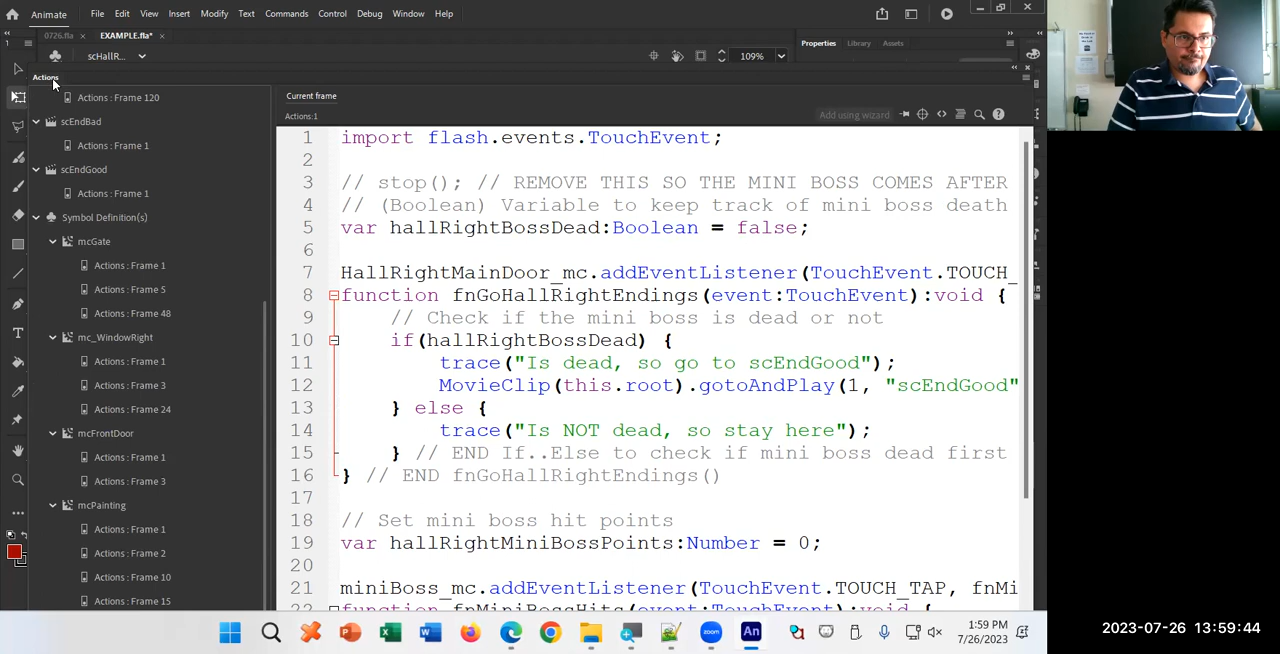 Animate File Edit View Insert Modify Text Commands Control Debug Window Help
0726.fla × EXAMPLE.fla* ×
scHallR... 109% Properties Library Assets
Actions
Actions : Frame 120
scEndBad
Actions : Frame 1
scEndGood
Actions : Frame 1
Symbol Definition(s)
mcGate
Actions : Frame 1
Actions : Frame 5
Actions : Frame 48
mc_WindowRight
Actions : Frame 1
Actions : Frame 3
Actions : Frame 24
mcFrontDoor
Actions : Frame 1
Actions : Frame 3
mcPainting
Actions : Frame 1
Actions : Frame 2
Actions : Frame 10
Actions : Frame 15
Current frame
Actions:1
Add using wizard
1 import flash.events.TouchEvent;
2
3 // stop(); // REMOVE THIS SO THE MINI BOSS COMES AFTER
4 // (Boolean) Variable to keep track of mini boss death
5 var hallRightBossDead:Boolean = false;
6
7 HallRightMainDoor_mc.addEventListener(TouchEvent.TOUCH_
8 function fnGoHallRightEndings(event:TouchEvent):void {
9 // Check if the mini boss is dead or not
10 if(hallRightBossDead) {
11 trace("Is dead, so go to scEndGood");
12 MovieClip(this.root).gotoAndPlay(1, "scEndGood"
13 } else {
14 trace("Is NOT dead, so stay here");
15 } // END If..Else to check if mini boss dead first
16 } // END fnGoHallRightEndings()
17
18 // Set mini boss hit points
19 var hallRightMiniBossPoints:Number = 0;
20
21 miniBoss_mc.addEventListener(TouchEvent.TOUCH_TAP, fnMi
22 function fnMiniBossHits(event:TouchEvent):void {
zoom An
1:59 PM
7/26/2023
2023-07-26 13:59:44